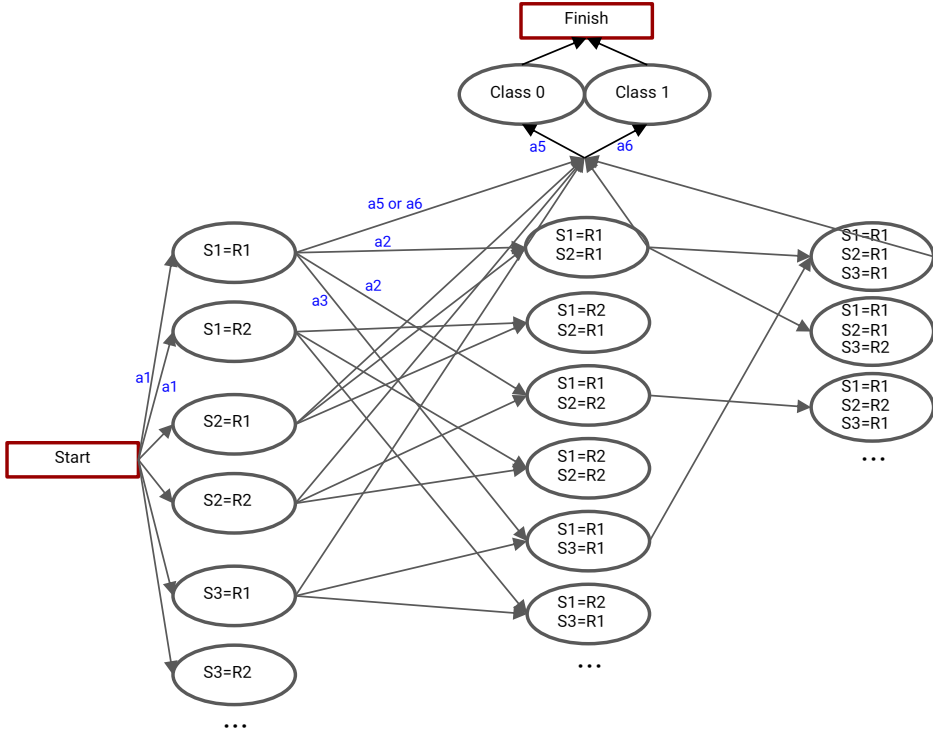 Finish
Class 0
Class 1
a5
a6
a5 or a6
a2
a2
a3
a1
a1
Start
S1=R1
S1=R2
S2=R1
S2=R2
S3=R1
S3=R2
...
S1=R1
S2=R1
S1=R2
S2=R1
S1=R1
S2=R2
S1=R2
S2=R2
S1=R1
S3=R1
S1=R2
S3=R1
...
S1=R1
S2=R1
S3=R1
S1=R1
S2=R1
S3=R2
S1=R1
S2=R2
S3=R1
...